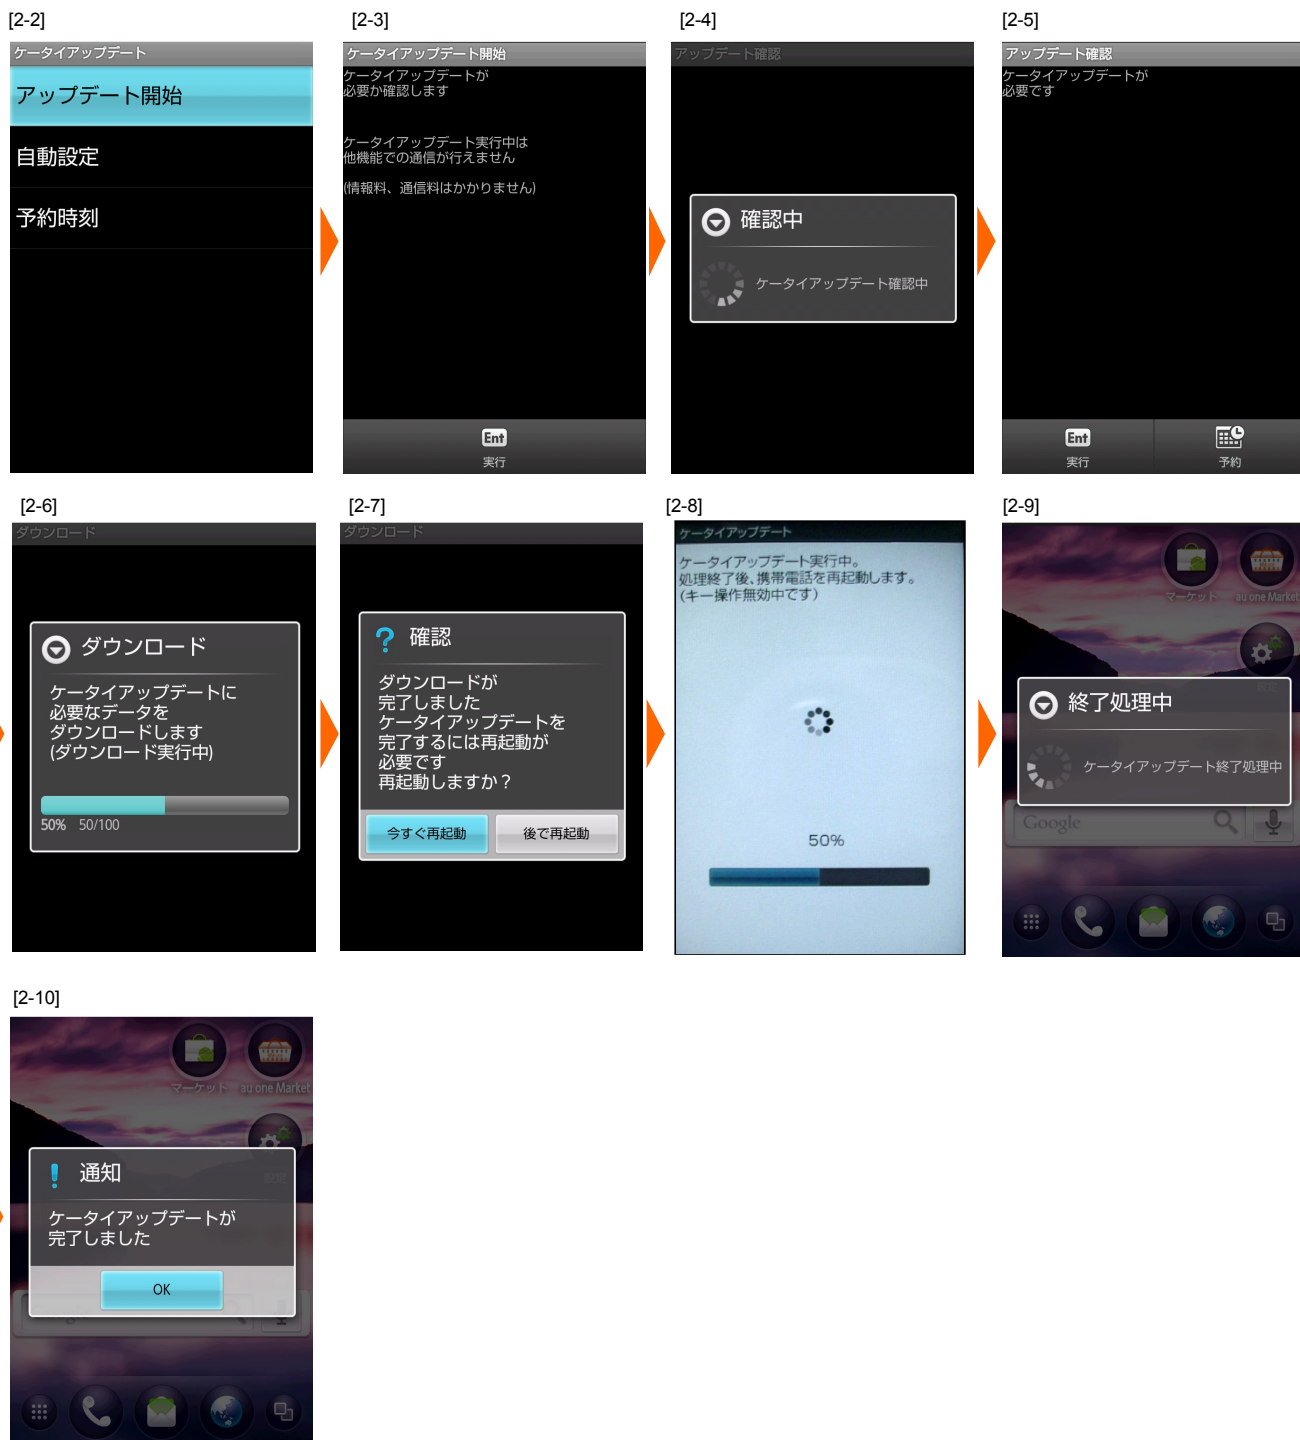 [2-2]
ケータイアップデート
アップデート開始
自動設定
予約時刻
[2-3]
ケータイアップデート開始
ケータイアップデートが
必要か確認します
ケータイアップデート実行中は
他機能での通信が行えません
(情報料、通信料はかかりません)
Ent
実行
[2-4]
アップデート確認
確認中
ケータイアップデート確認中
[2-5]
アップデート確認
ケータイアップデートが
必要です
Ent
実行
予約
[2-6]
ダウンロード
ダウンロード
ケータイアップデートに
必要なデータを
ダウンロードします
(ダウンロード実行中)
50% 50/100
[2-7]
ダウンロード
確認
ダウンロードが
完了しました
ケータイアップデートを
完了するには再起動が
必要です
再起動しますか？
今すぐ再起動
後で再起動
[2-8]
ケータイアップデート
ケータイアップデート実行中。
処理終了後、携帯電話を再起動します。
(キー操作無効中です)
50%
[2-9]
マーケット
au one Market
終了処理中
ケータイアップデート終了処理中
Google
[2-10]
マーケット
au one Market
通知
ケータイアップデートが
完了しました
OK